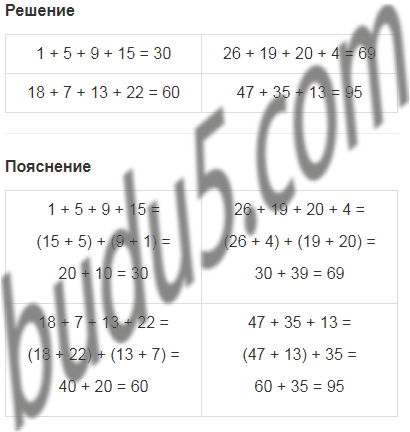 Решение
1 + 5 + 9 + 15 = 30 26 + 19 + 20 + 4 = 69
18 + 7 + 13 + 22 = 60 47 + 35 + 13 = 95
Пояснение
1 + 5 + 9 + 15 = 26 + 19 + 20 + 4 =
(15 + 5) + (9 + 1) = (26 + 4) + (19 + 20) =
20 + 10 = 30 30 + 39 = 69
18 + 7 + 13 + 22 = 47 + 35 + 13 =
(18 + 22) + (13 + 7) = (47 + 13) + 35 =
40 + 20 = 60 60 + 35 = 95
budu5.com